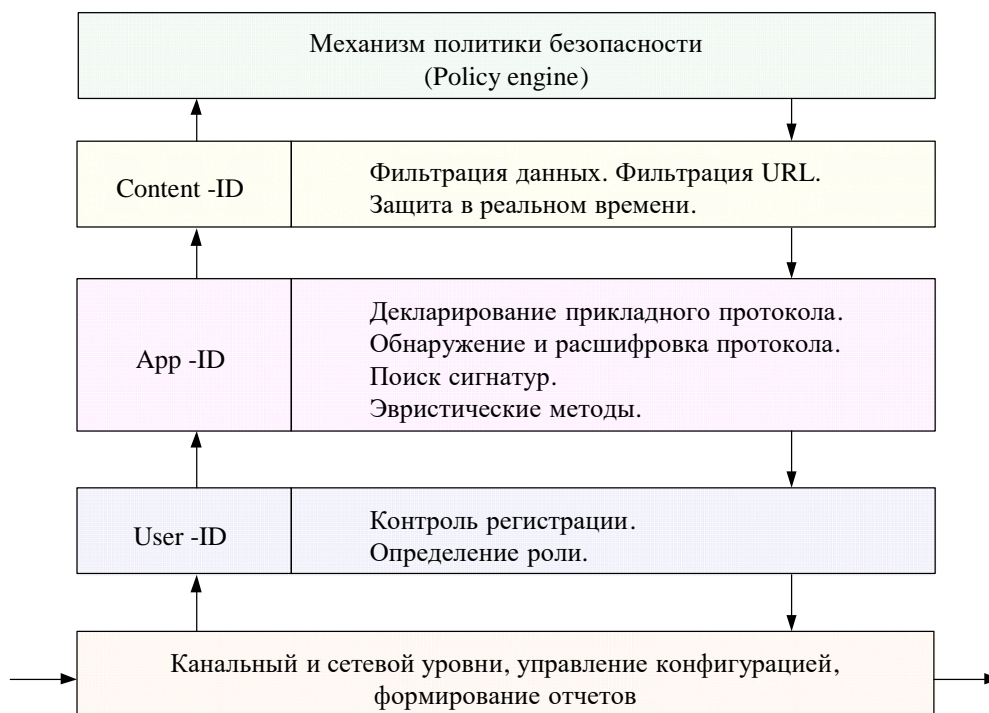 Механизм политики безопасности
(Policy engine)
Content -ID
Фильтрация данных. Фильтрация URL.
Защита в реальном времени.
App -ID
Декларирование прикладного протокола.
Обнаружение и расшифровка протокола.
Поиск сигнатур.
Эвристические методы.
User -ID
Контроль регистрации.
Определение роли.
Канальный и сетевой уровни, управление конфигурацией,
формирование отчетов